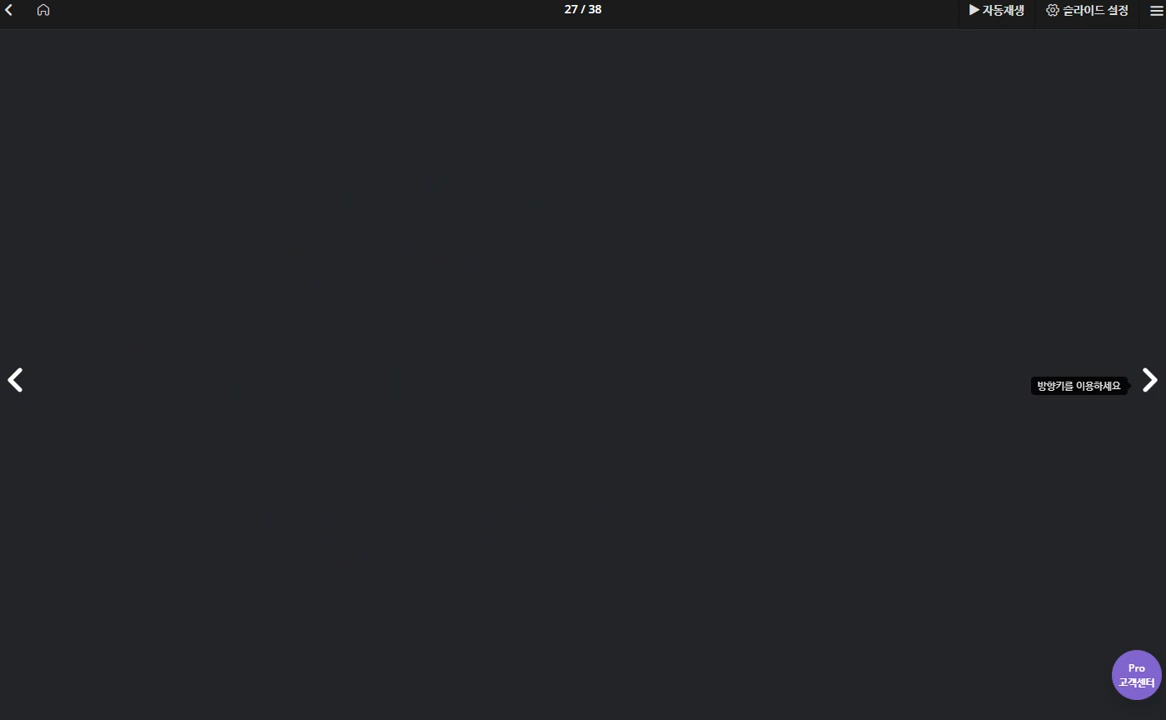 27 / 38
자동재생
슬라이드 설정
방향키를 이용하세요
Pro
고객센터